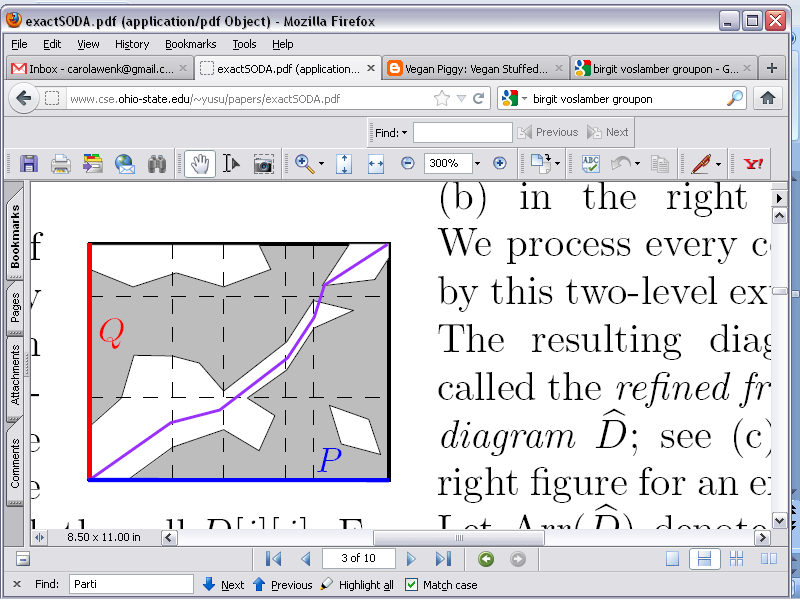 exactSODA.pdf (application/pdf Object) - Mozilla Firefox
File Edit View History Bookmarks Tools Help
Inbox - carolawenk@gmail.c...
exactSODA.pdf (application...
Vegan Piggy: Vegan Stuffed...
birgit voslamber groupon - G...
www.cse.ohio-state.edu/~yusu/papers/exactSODA.pdf
birgit voslamber groupon
Find: Previous Next
300%
Y!
Bookmarks
Pages
Attachments
Comments
Q
P
(b) in the right
We process every c
by this two-level ex
The resulting diag
called the refined fr
diagram D̂; see (c)
right figure for an e
Let Arr(D̂) denote
8.50 x 11.00 in
3 of 10
Find: Parti Next Previous Highlight all Match case